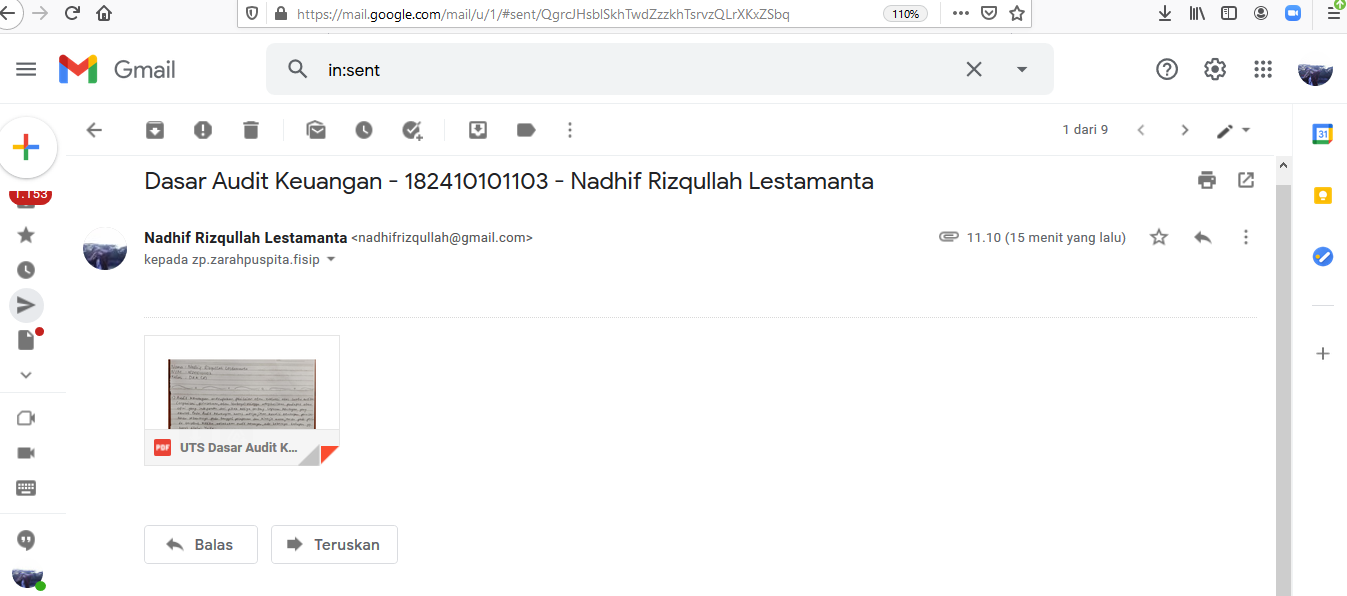 https://mail.google.com/mail/u/1/#sent/QgrcJHsblSkhTwdZzzkhTsrvzQLrXKxZSbq
110%
Gmail
in:sent
1 dari 9
31
1.153
Dasar Audit Keuangan - 182410101103 - Nadhif Rizqullah Lestamanta
Nadhif Rizqullah Lestamanta <nadhifrizqullah@gmail.com>
11.10 (15 menit yang lalu)
kepada zp.zarahpuspita.fisip
PDF UTS Dasar Audit K...
Balas
Teruskan